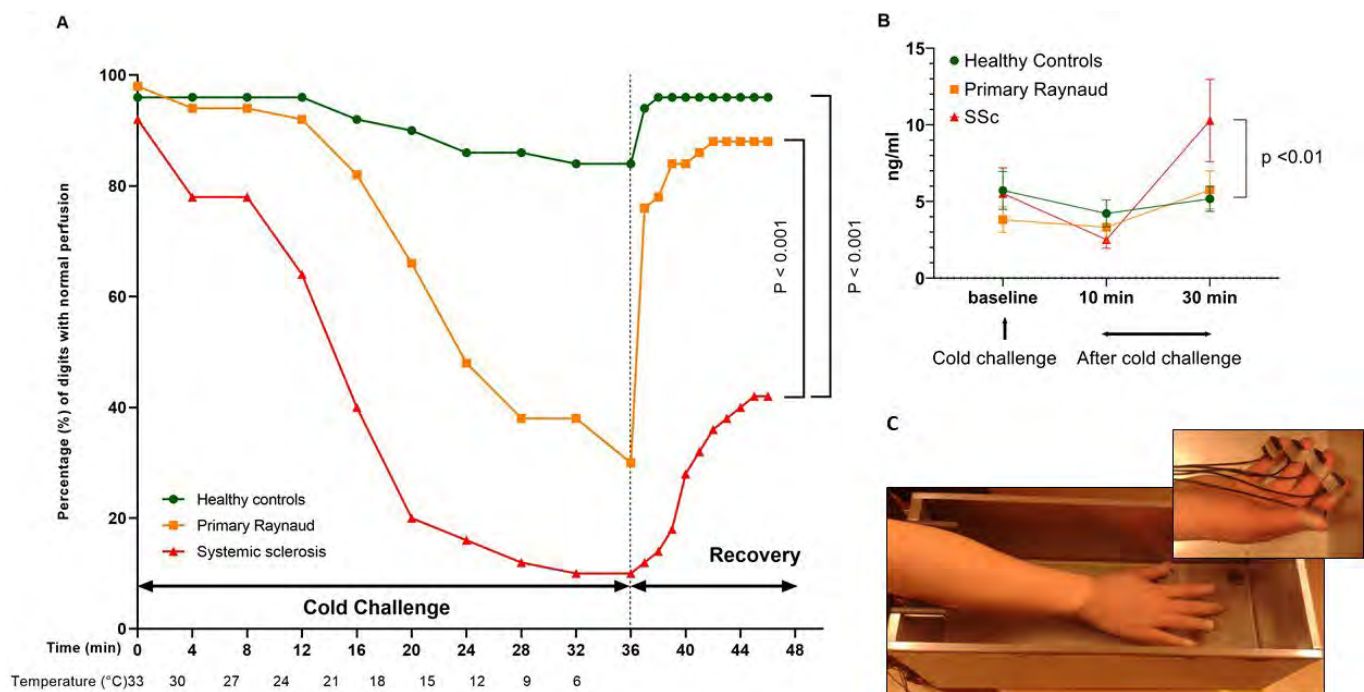 A
Percentage (%) of digits with normal perfusion
100
80
60
40
20
0
Healthy controls
Primary Raynaud
Systemic sclerosis
Cold Challenge
Recovery
P < 0.001
P < 0.001
Time (min) 0 4 8 12 16 20 24 28 32 36 40 44 48
Temperature (°C)33 30 27 24 21 18 15 12 9 6
B
ng/ml
15
10
5
0
Healthy Controls
Primary Raynaud
SSc
p <0.01
baseline 10 min 30 min
Cold challenge After cold challenge
C